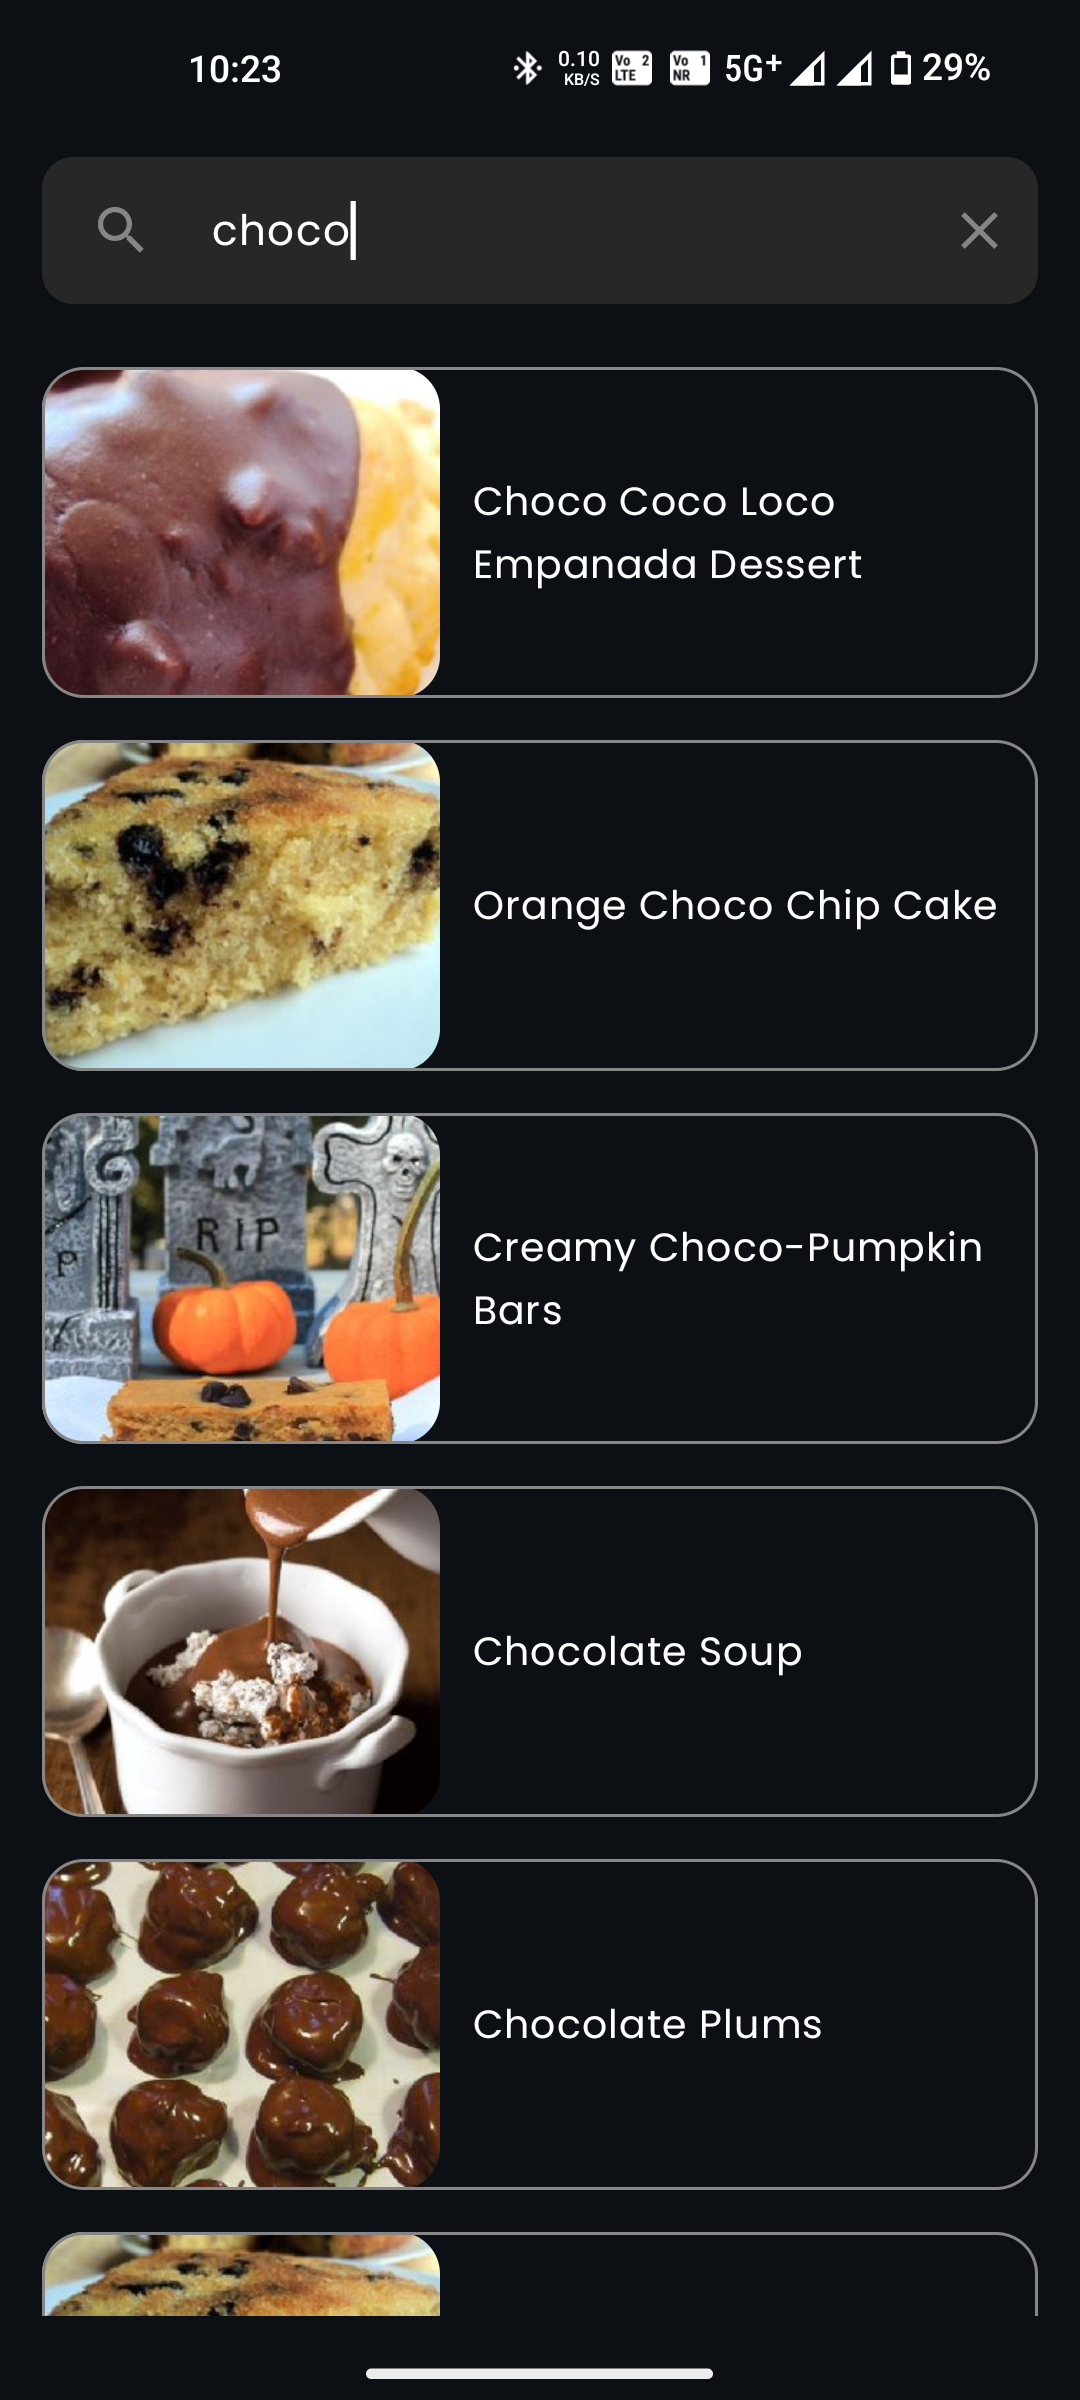 10:23
0.10
KB/S
Vo 2
LTE
Vo 1
NR
5G+
29%
choco
Choco Coco Loco
Empanada Dessert
Orange Choco Chip Cake
P
RIP
Creamy Choco-Pumpkin
Bars
Chocolate Soup
Chocolate Plums